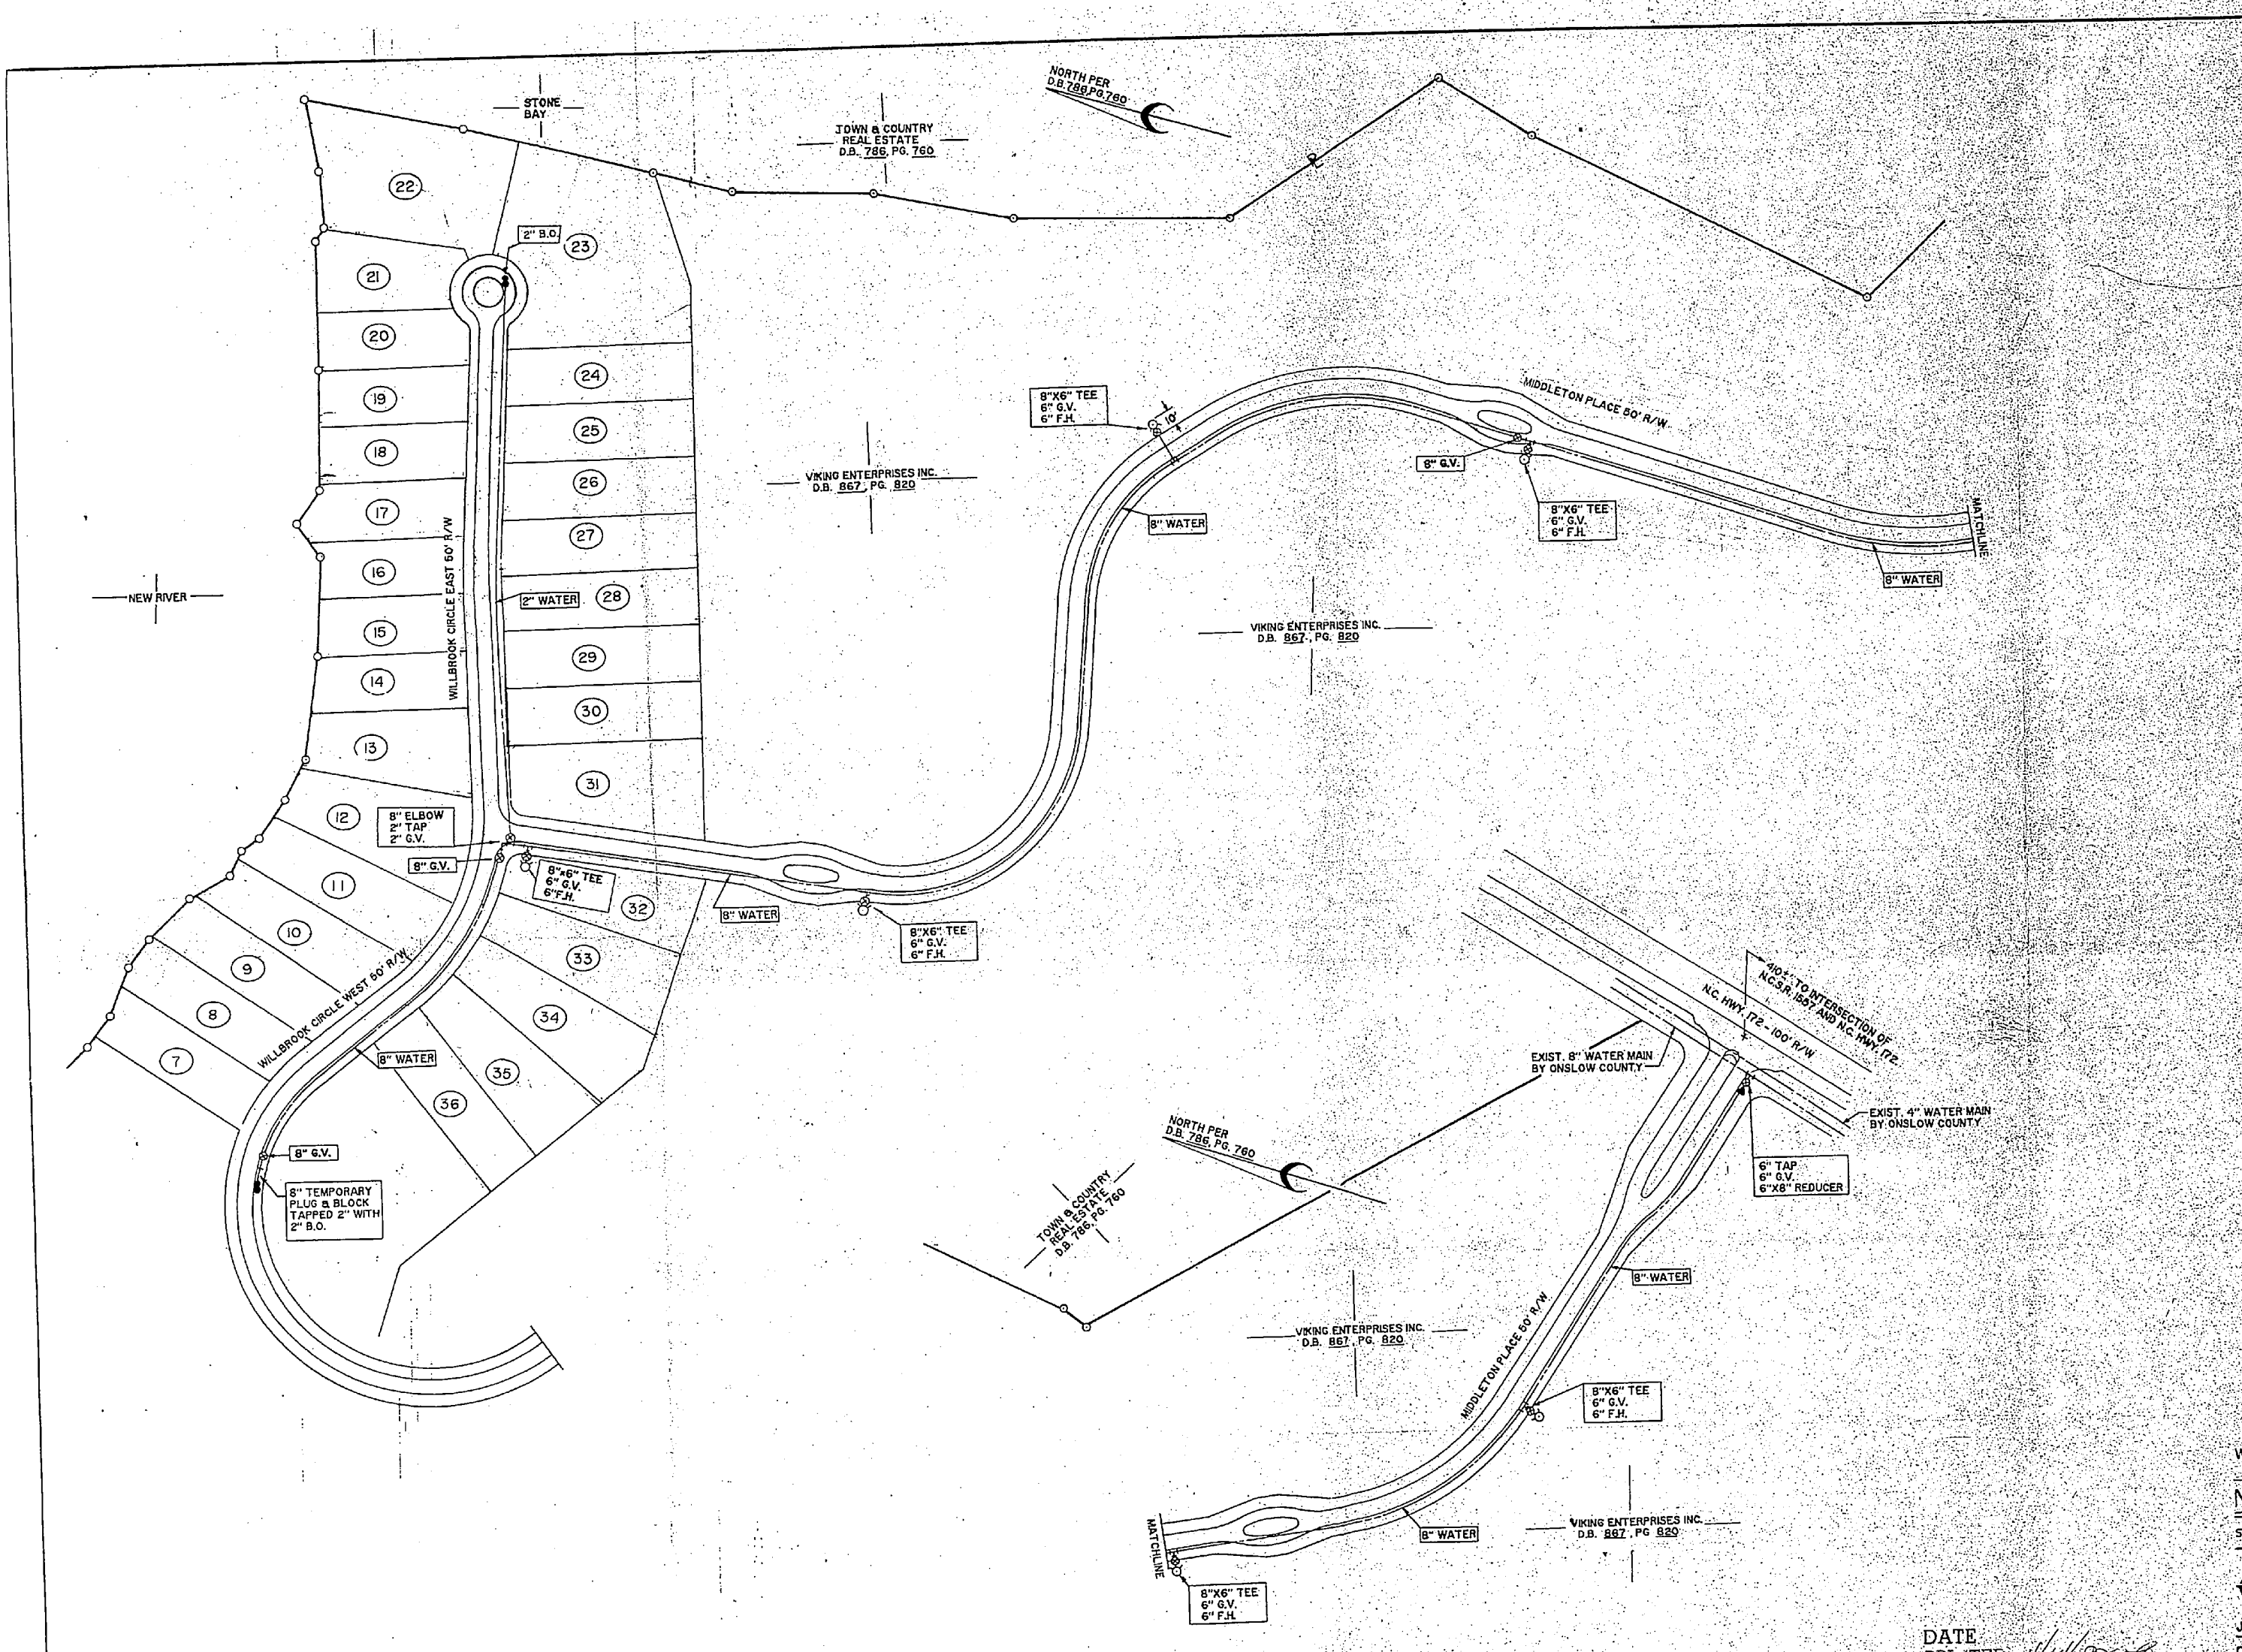 STONE
BAY
NORTH PER
D.B. 786, PG. 760
TOWN & COUNTRY
REAL ESTATE
D.B. 786, PG. 760
22
2" B.O.
23
21
20
19
18
17
16
15
14
13
24
25
26
27
28
29
30
31
NEW RIVER
WILLBROOK CIRCLE EAST 50' R/W
2" WATER
VIKING ENTERPRISES INC.
D.B. 867, PG. 820
8"X6" TEE
6" G.V.
6" F.H.
10'
8" WATER
MIDDLETON PLACE 50' R/W
8" G.V.
8"X6" TEE
6" G.V.
6" F.H.
MATCHLINE
8" WATER
VIKING ENTERPRISES INC.
D.B. 867, PG. 820
12
8" ELBOW
2" TAP
2" G.V.
8" G.V.
8"x6" TEE
6" G.V.
6" F.H.
32
8" WATER
8"X6" TEE
6" G.V.
6" F.H.
11
10
9
8
7
33
34
35
36
WILLBROOK CIRCLE WEST 50' R/W
8" WATER
8" G.V.
8" TEMPORARY
PLUG & BLOCK
TAPPED 2" WITH
2" B.O.
410±' TO INTERSECTION OF
N.C.S.R. 1557 AND N.C. HWY. 172
N.C. HWY. 172 - 100' R/W
EXIST. 8" WATER MAIN
BY ONSLOW COUNTY
EXIST. 4" WATER MAIN
BY ONSLOW COUNTY
6" TAP
6" G.V.
6"X8" REDUCER
NORTH PER
D.B. 786, PG. 760
TOWN & COUNTRY
REAL ESTATE
D.B. 786, PG. 760
8" WATER
VIKING ENTERPRISES INC.
D.B. 867, PG. 820
MIDDLETON PLACE 50' R/W
8"X6" TEE
6" G.V.
6" F.H.
MATCHLINE
8" WATER
VIKING ENTERPRISES INC.
D.B. 867, PG 820
8"X6" TEE
6" G.V.
6" F.H.
DATE